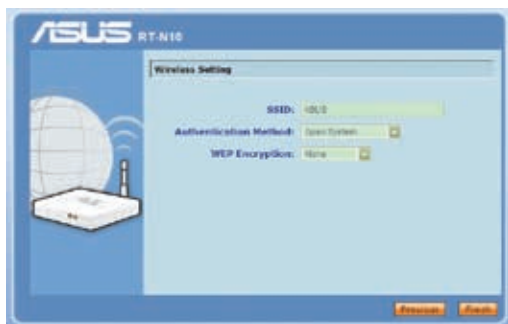 ASUS RT-N10
Wireless Setting
SSID: ASUS
Authentication Method: Open System
WEP Encryption: None
Previous Finish